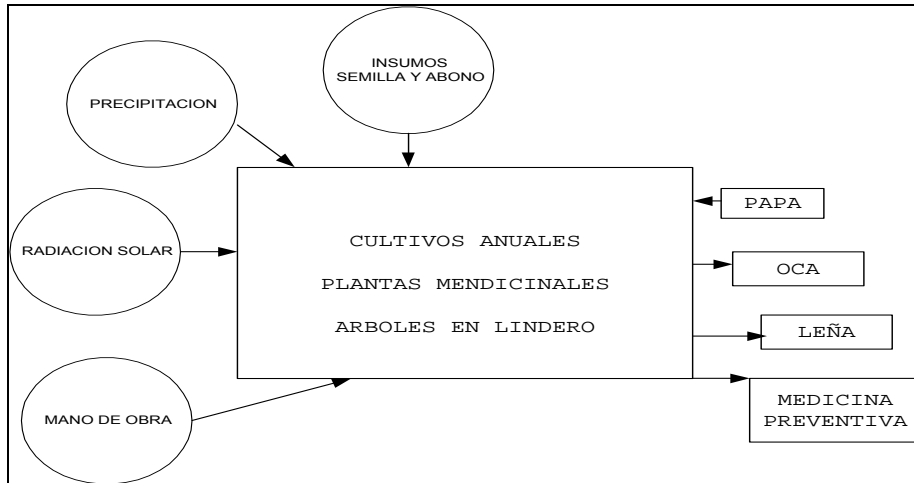 INSUMOS
SEMILLA Y ABONO
PRECIPITACION
RADIACION SOLAR
MANO DE OBRA
CULTIVOS ANUALES
PLANTAS MENDICINALES
ARBOLES EN LINDERO
PAPA
OCA
LEÑA
MEDICINA
PREVENTIVA